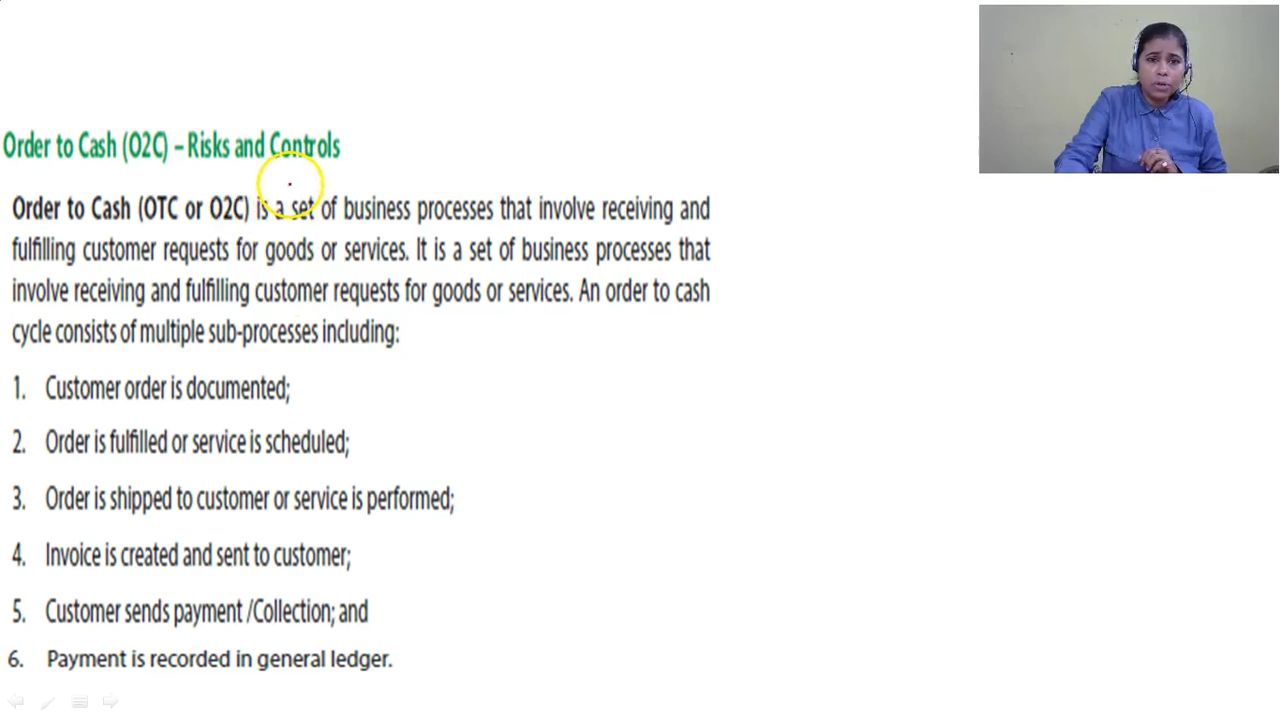 Order to Cash (O2C) – Risks and Controls
Order to Cash (OTC or O2C) is a set of business processes that involve receiving and
fulfilling customer requests for goods or services. It is a set of business processes that
involve receiving and fulfilling customer requests for goods or services. An order to cash
cycle consists of multiple sub-processes including:
1. Customer order is documented;
2. Order is fulfilled or service is scheduled;
3. Order is shipped to customer or service is performed;
4. Invoice is created and sent to customer;
5. Customer sends payment /Collection; and
6. Payment is recorded in general ledger.